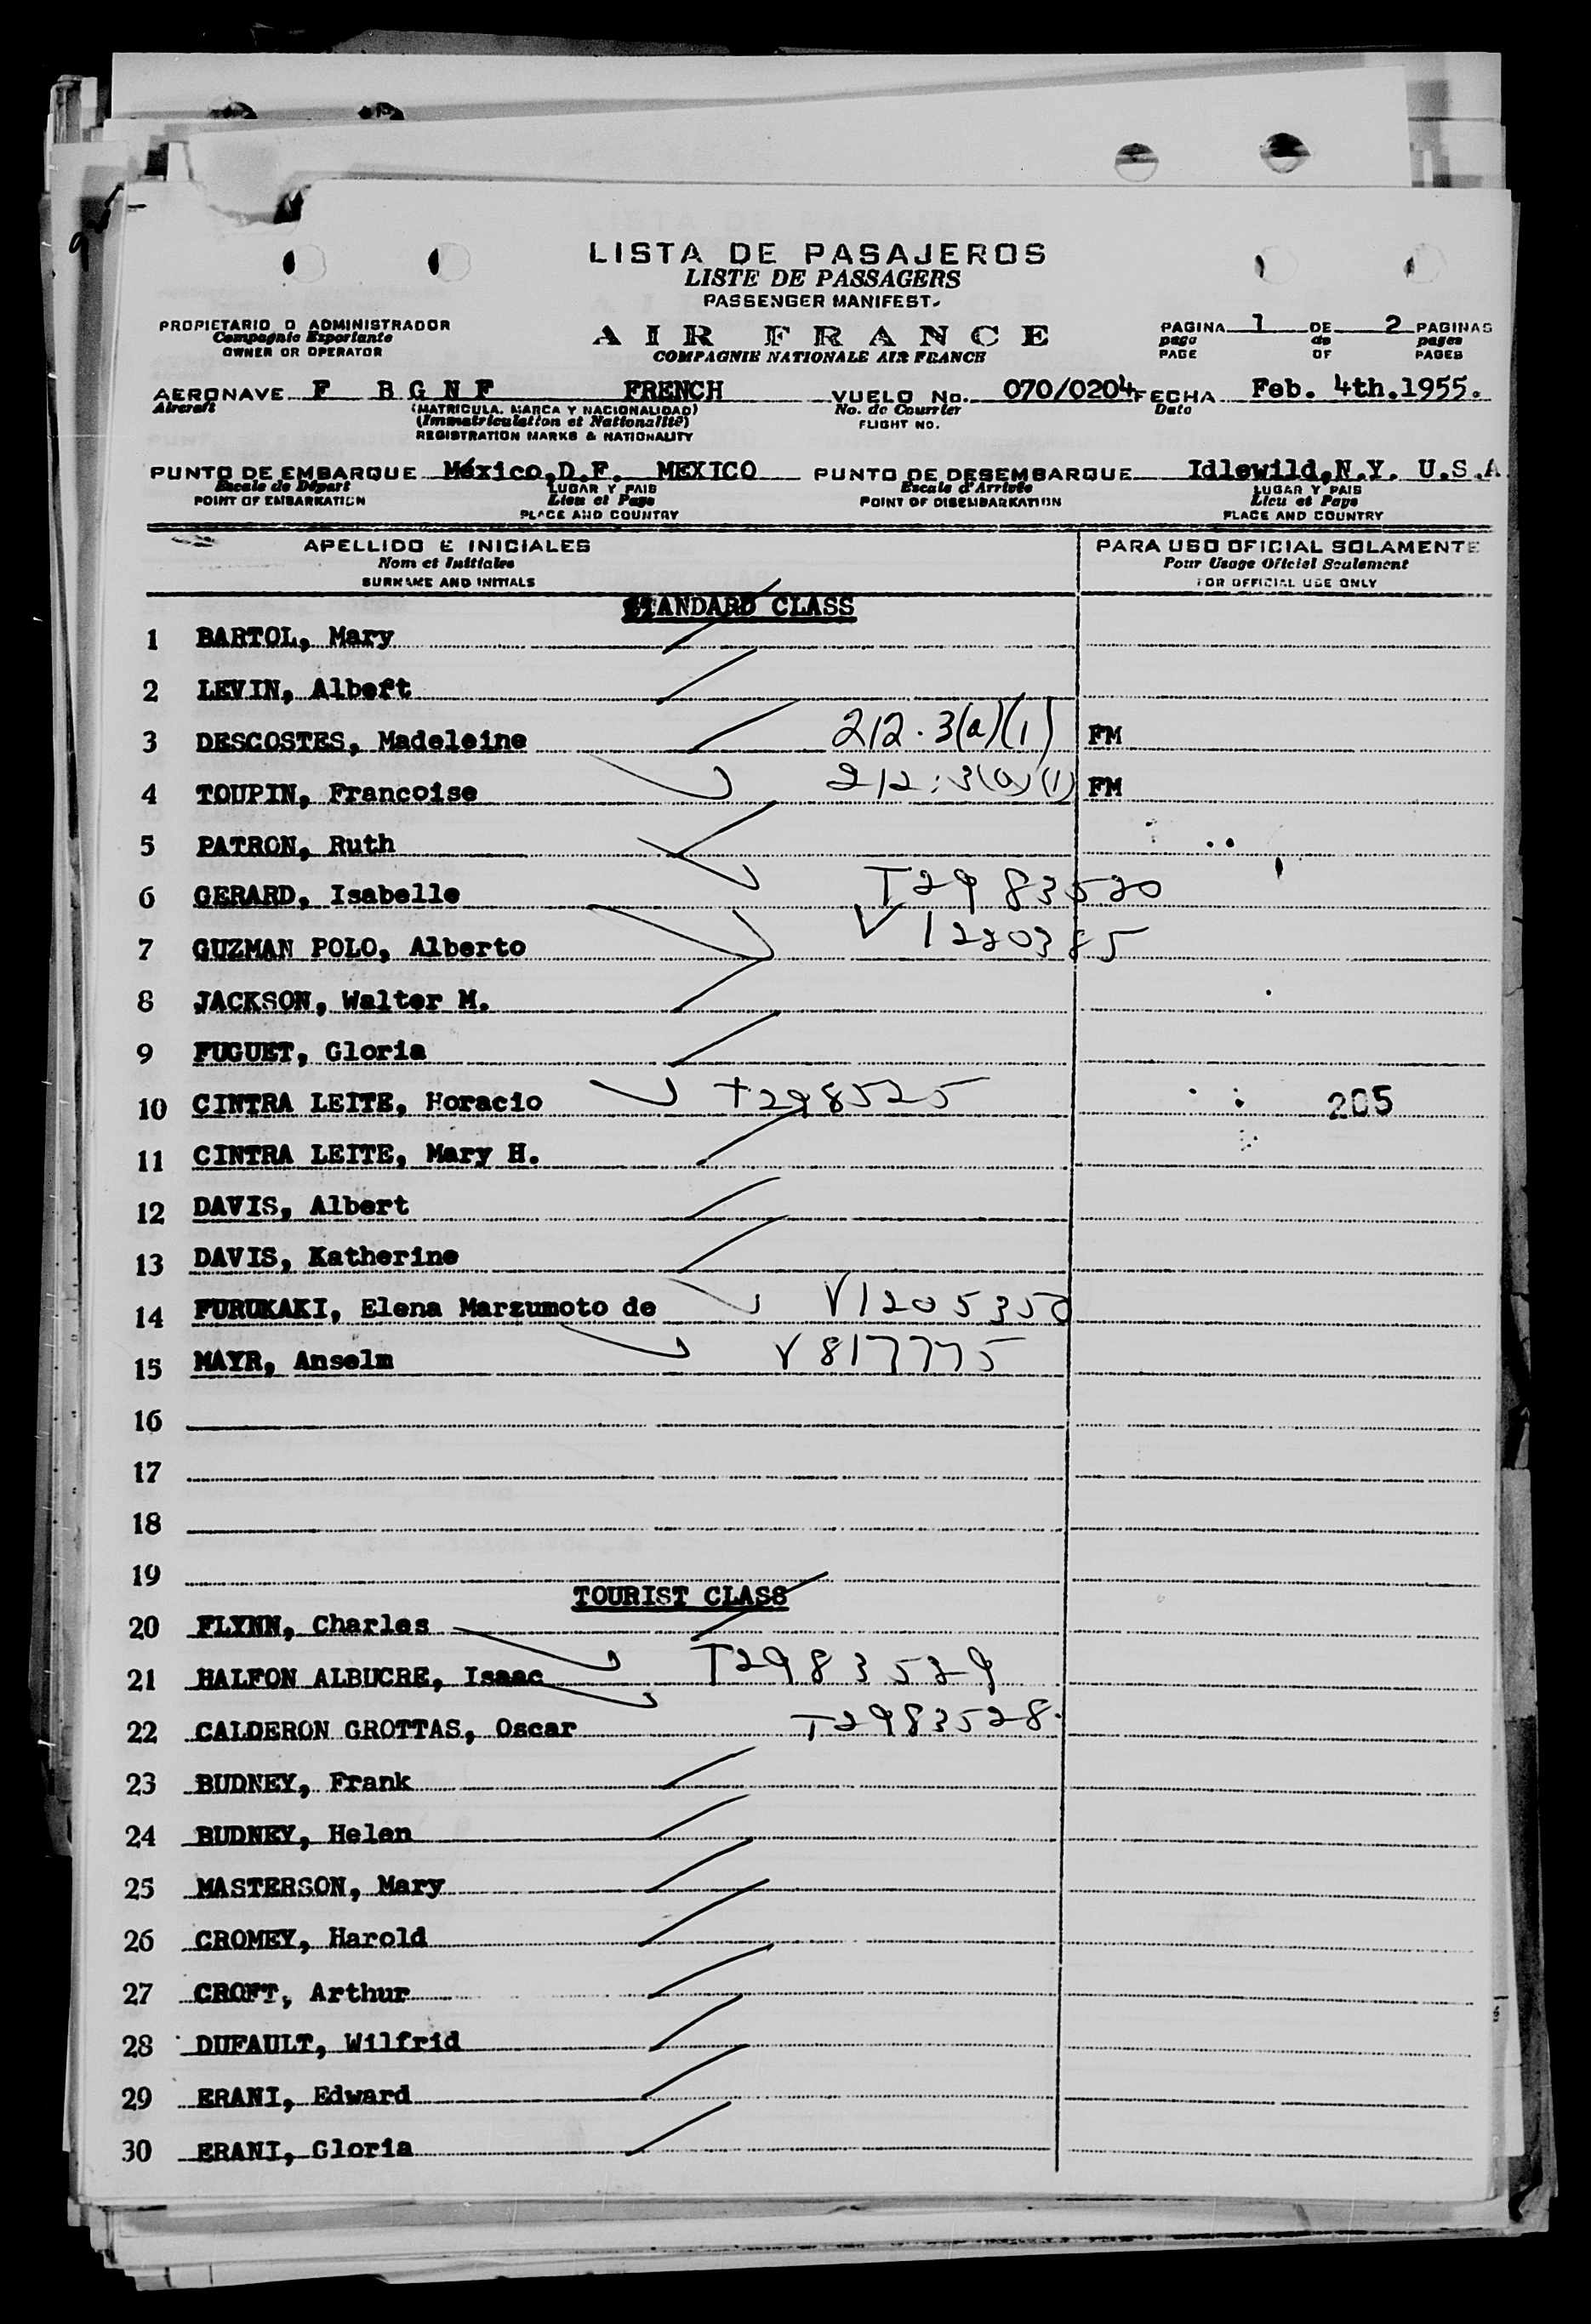 LISTA DE PASAJEROS
LISTE DE PASSAGERS
PASSENGER MANIFEST
PROPIETARIO O ADMINISTRADOR
Compagnie Exportante
OWNER OR OPERATOR
AIR FRANCE
COMPAGNIE NATIONALE AIR FRANCE
PAGINA 1 DE 2 PAGINAS
page de pages
PAGE OF PAGES
AERONAVE F BGNF FRENCH VUELO No. 070/0204 FECHA Feb. 4th.1955.
Aircraft (MATRICULA. MARCA Y NACIONALIDAD) No. de Courrier Date
(Immatriculation et Nationalité) FLIGHT NO.
REGISTRATION MARKS & NATIONALITY
PUNTO DE EMBARQUE México,D.F. MEXICO PUNTO DE DESEMBARQUE Idlewild,N.Y. U.S.A
Escale de Départ LUGAR Y PAIS Escale d'Arrivée LUGAR Y PAIS
POINT OF EMBARKATION Lieu et Pays POINT OF DISEMBARKATION Lieu et Pays
PLACE AND COUNTRY PLACE AND COUNTRY
APELLIDO E INICIALES PARA USO OFICIAL SOLAMENTE
Nom et Initiales Pour Usage Officiel Seulement
SURNAME AND INITIALS FOR OFFICIAL USE ONLY
STANDARD CLASS
1 BARTOL, Mary
2 LEVIN, Albert
3 DESCOSTES, Madeleine 212.3(a)(1) FM
4 TOUPIN, Francoise 212.3(a)(1) FM
5 PATRON, Ruth
6 GERARD, Isabelle T2983520
7 GUZMAN POLO, Alberto V1220385
8 JACKSON, Walter M.
9 FUGUET, Gloria
10 CINTRA LEITE, Horacio T298525 205
11 CINTRA LEITE, Mary H.
12 DAVIS, Albert
13 DAVIS, Katherine
14 FURUKAKI, Elena Marzumoto de V1205350
15 MAYR, Anselm V817775
16
17
18
19
TOURIST CLASS
20 FLYNN, Charles
21 HALFON ALBUCRE, Isaac T2983529
22 CALDERON GROTTAS, Oscar T2983528
23 BUDNEY, Frank
24 BUDNEY, Helen
25 MASTERSON, Mary
26 CROMEY, Harold
27 CROFT, Arthur
28 DUFAULT, Wilfrid
29 ERANI, Edward
30 ERANI, Gloria